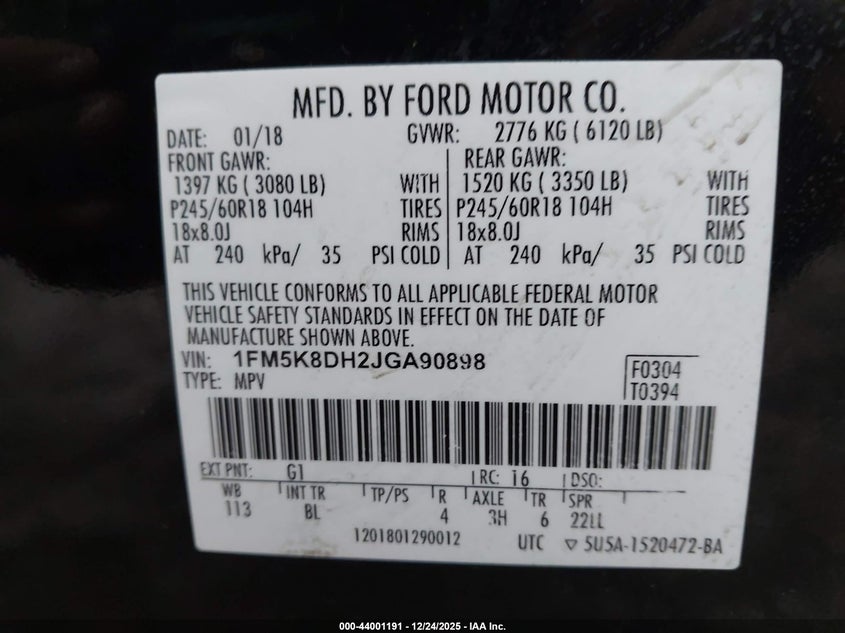 MFD. BY FORD MOTOR CO.
DATE: 01/18 GVWR: 2776 KG ( 6120 LB)
FRONT GAWR: REAR GAWR:
1397 KG ( 3080 LB) WITH 1520 KG ( 3350 LB) WITH
P245/60R18 104H TIRES P245/60R18 104H TIRES
18x8.0J RIMS 18x8.0J RIMS
AT 240 kPa/ 35 PSI COLD AT 240 kPa/ 35 PSI COLD
THIS VEHICLE CONFORMS TO ALL APPLICABLE FEDERAL MOTOR
VEHICLE SAFETY STANDARDS IN EFFECT ON THE DATE OF
MANUFACTURE SHOWN ABOVE.
VIN: 1FM5K8DH2JGA90898 F0304
TYPE: MPV T0394
EXT PNT: G1 RC: 16 DSO:
WB INT TR TP/PS R AXLE TR SPR
113 BL 4 3H 6 22LL
1201801290012 UTC ▽ 5U5A-1520472-BA
000-44001191 - 12/24/2025 - IAA Inc.